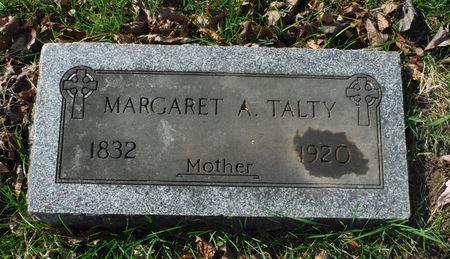 MARGARET A. TALTY
1832 1920
Mother